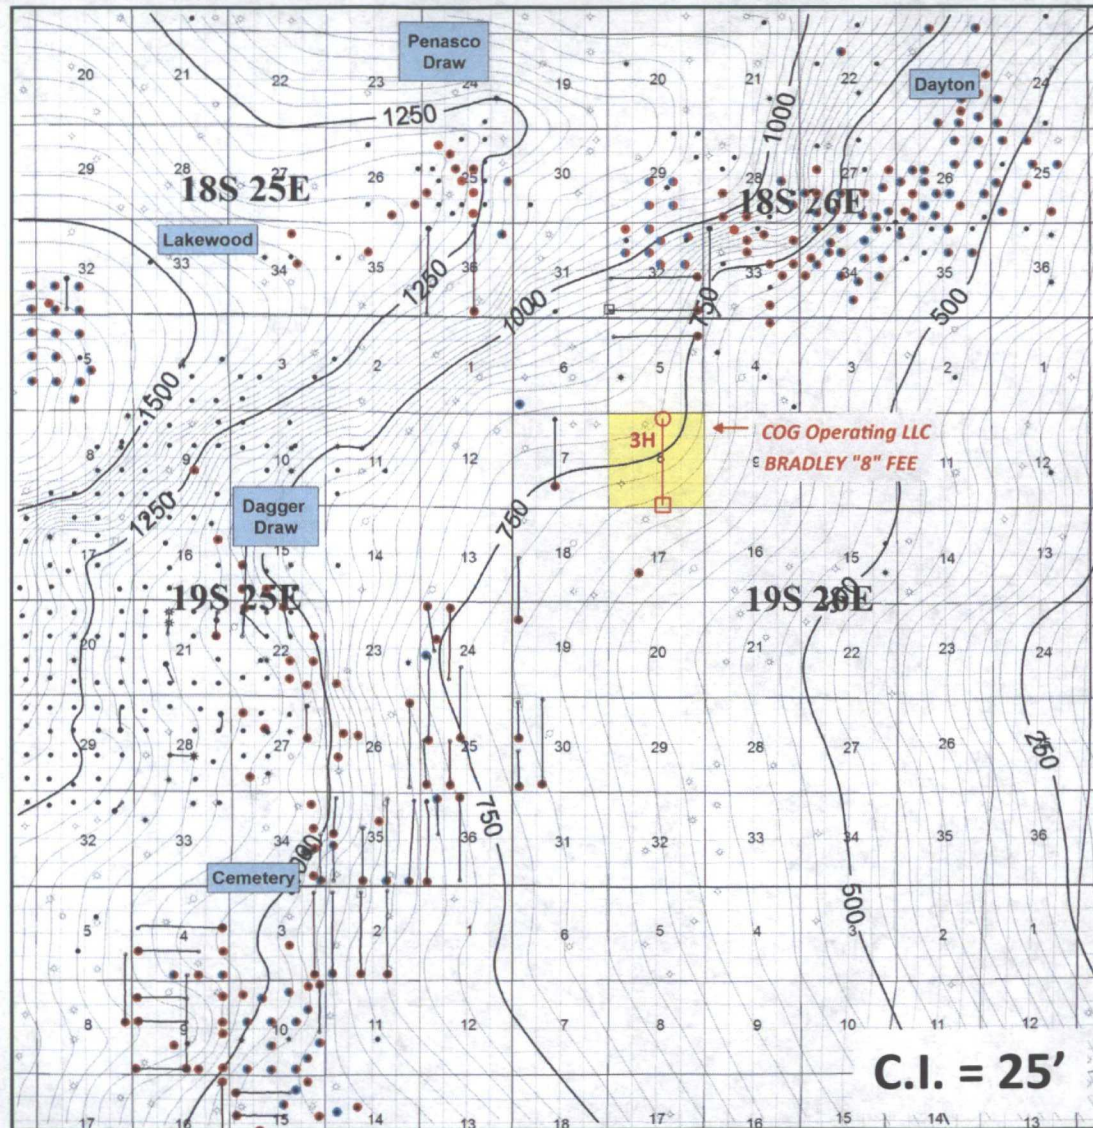 Penasco
Draw
Dayton
20 21 22 23 24 19 20 21 22 24
1250
1000
29 28 27 26 25 30 29 28 27 26 25
18S 25E
18S 26E
Lakewood
32 33 34 35 36 31 32 33 34 35 36
1250
1000
750
500
5 3 2 1 6 5 4 3 2 1
1500
3H
COG Operating LLC
BRADLEY "8" FEE
8 9 10 11 12 7 8 9 11 12
1250
Dagger
Draw
750
17 16 15 14 13 18 17 16 15 14 13
19S 25E
19S 26E
20 21 22 23 24 19 20 21 22 23 24
29 28 27 26 25 30 29 28 27 26
250
750
32 33 34 35 36 31 32 33 34 35 36
Cemetery
500
5 4 3 2 1 6 5 4 3 2 1
8 9 10 11 12 7 8 9 10 11 12
C.I. = 25’
17 16 15 14 13 17 16 15 14 13